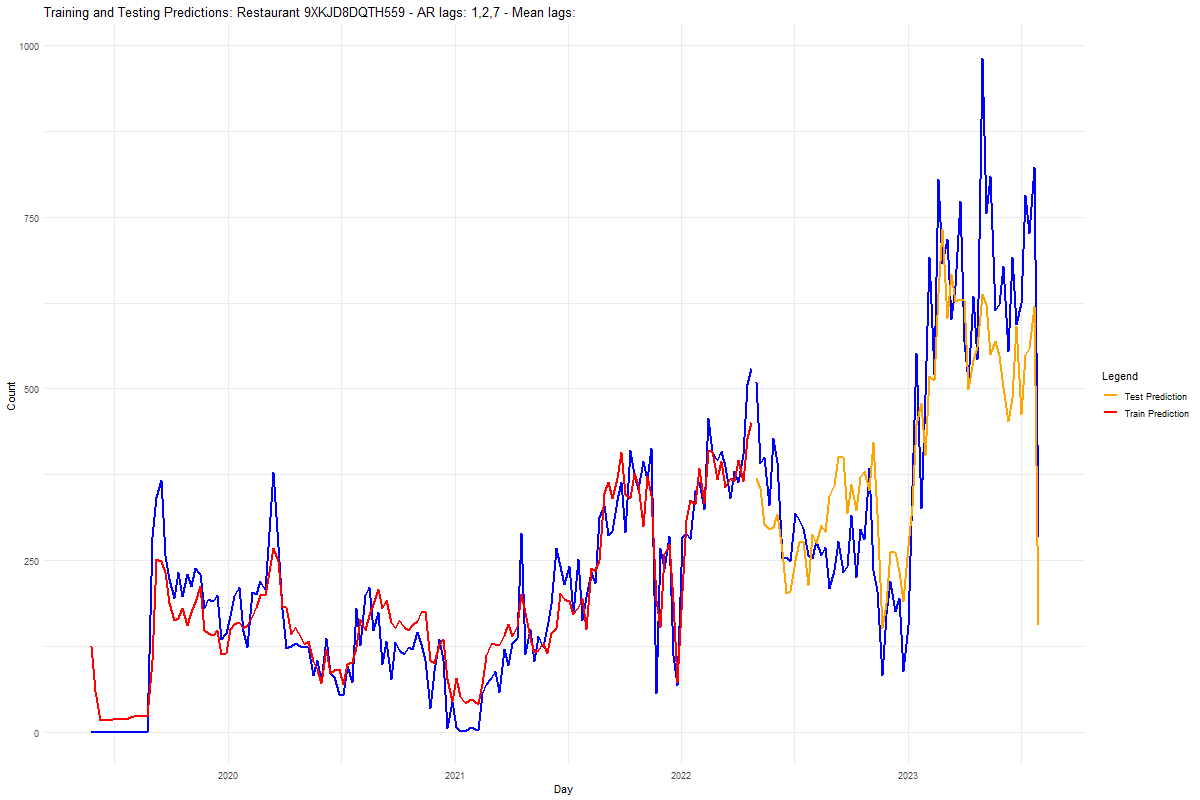 Training and Testing Predictions: Restaurant 9XKJD8DQTH559 - AR lags: 1,2,7 - Mean lags:
1000
750
500
250
0
Count
2020
2021
2022
2023
Day
Legend
Test Prediction
Train Prediction